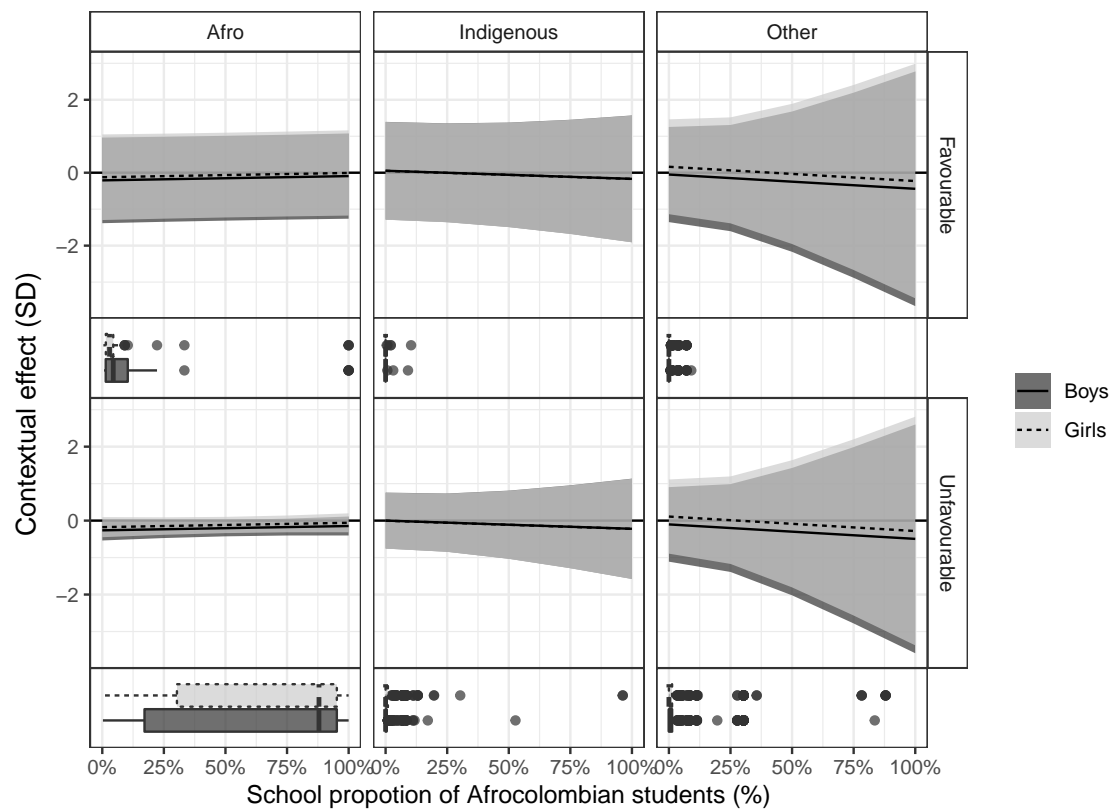 Afro Indigenous Other
2
0
−2
Favourable
2
0
−2
Unfavourable
Contextual effect (SD)
Boys
Girls
0% 25% 50% 75% 100% 0% 25% 50% 75% 100% 0% 25% 50% 75% 100%
School propotion of Afrocolombian students (%)